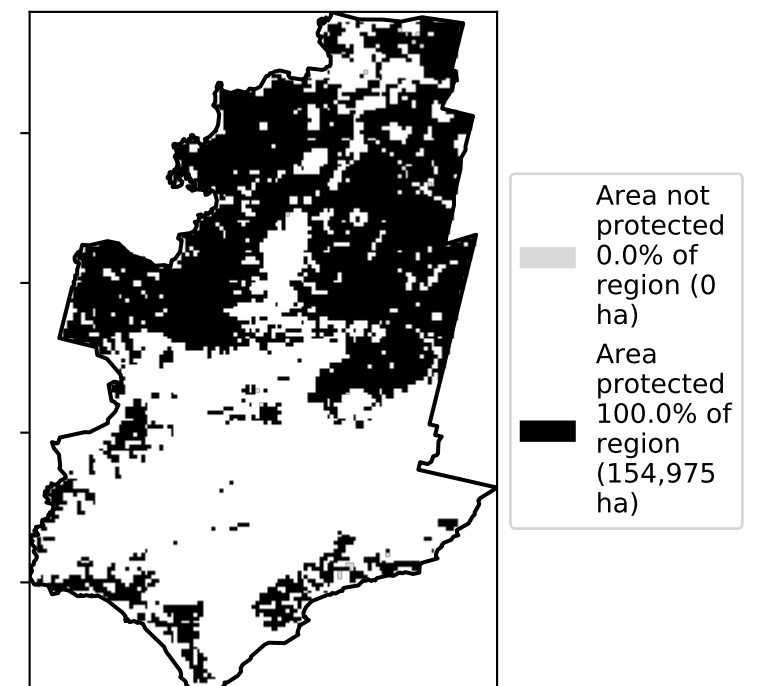 Area not
protected
0.0% of
region (0
ha)
Area
protected
100.0% of
region
(154,975
ha)